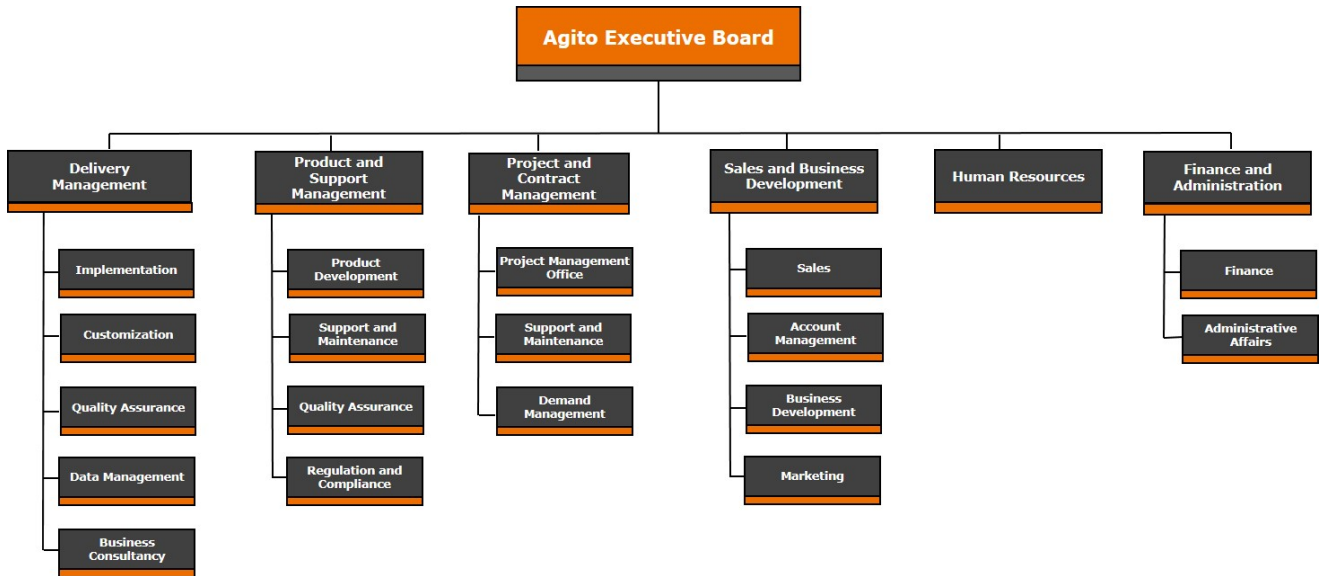 Agito Executive Board
Delivery
Management
Product and
Support
Management
Project and
Contract
Management
Sales and Business
Development
Human Resources
Finance and
Administration
Implementation
Customization
Quality Assurance
Data Management
Business
Consultancy
Product
Development
Support and
Maintenance
Quality Assurance
Regulation and
Compliance
Project Management
Office
Support and
Maintenance
Demand
Management
Sales
Account
Management
Business
Development
Marketing
Finance
Administrative
Affairs